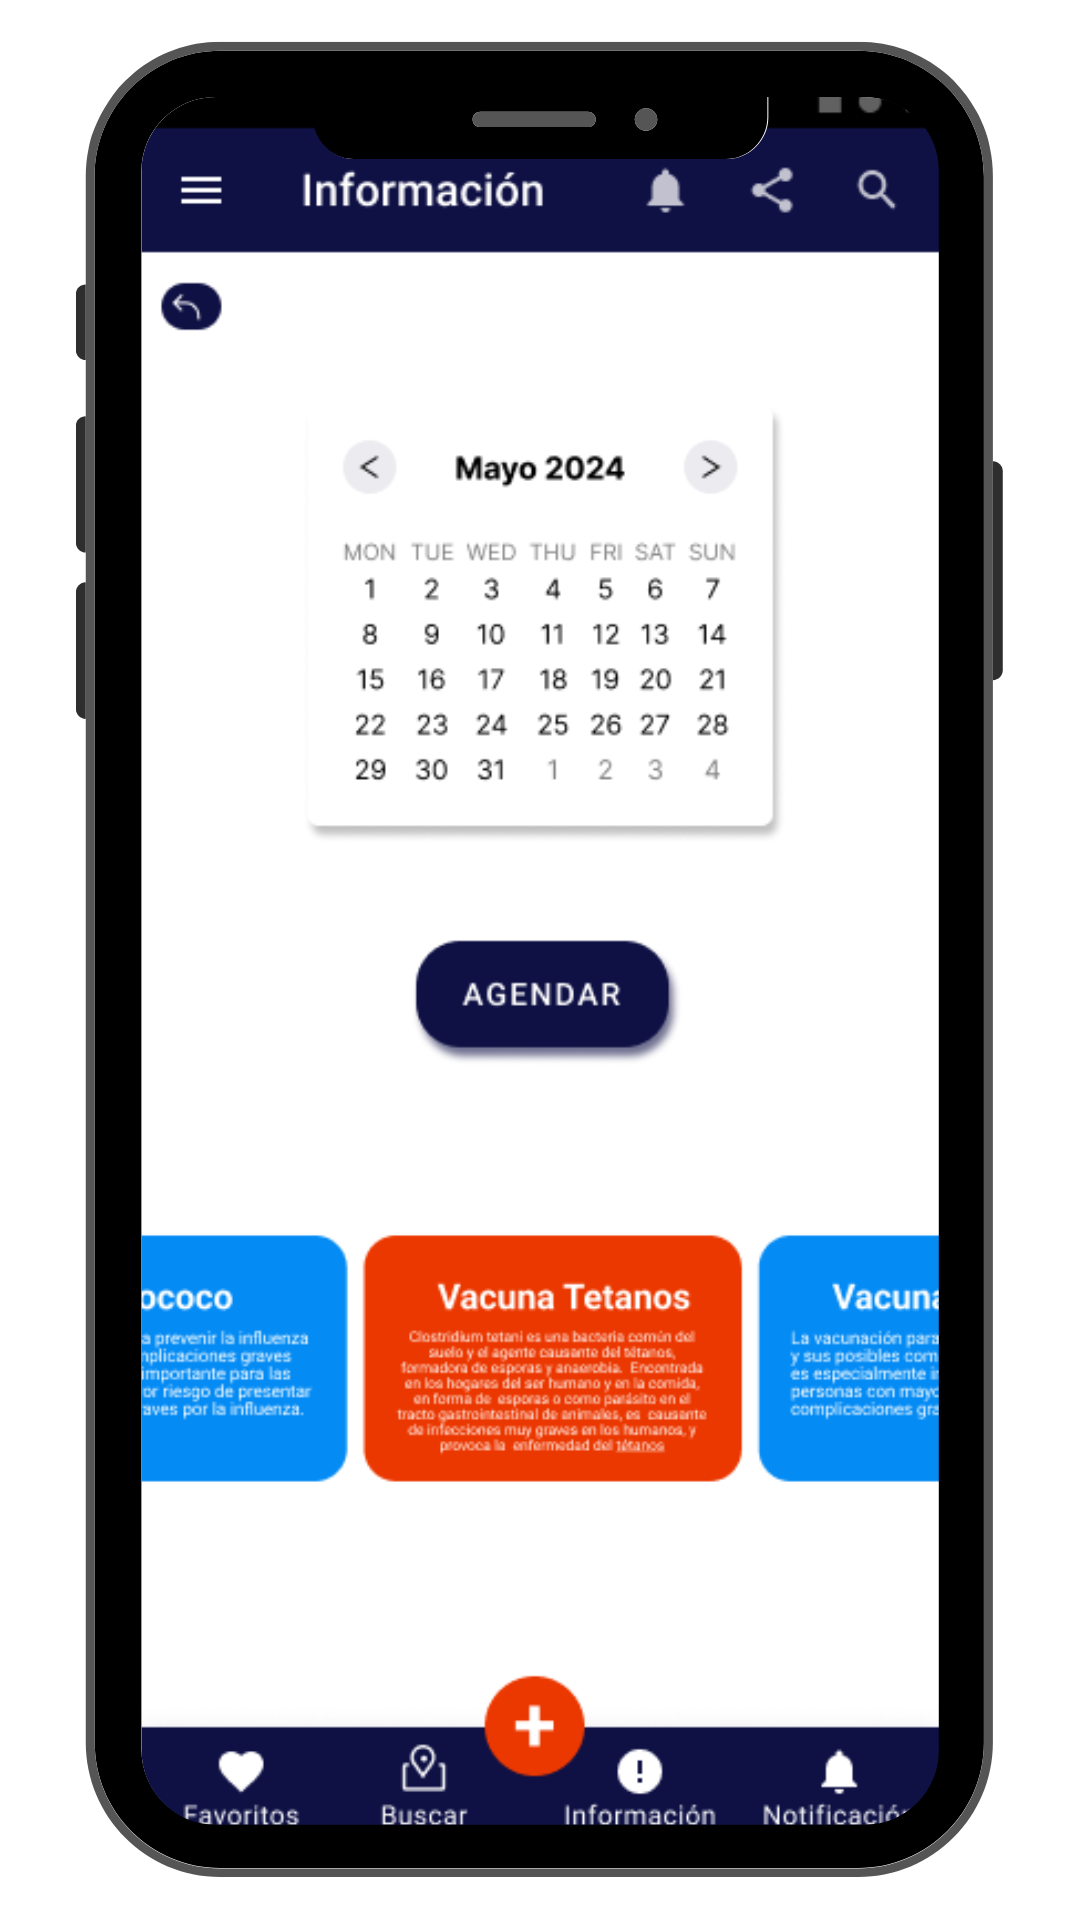 Información
< Mayo 2024 >
MON TUE WED THU FRI SAT SUN
1 2 3 4 5 6 7
8 9 10 11 12 13 14
15 16 17 18 19 20 21
22 23 24 25 26 27 28
29 30 31 1 2 3 4
AGENDAR
ococo
a prevenir la influenza
nplicaciones graves
importante para las
or riesgo de presentar
aves por la influenza.
Vacuna Tetanos
Clostridium tetani es una bacteria común del
suelo y el agente causante del tétanos,
formadora de esporas y anaerobia. Encontrada
en los hogares del ser humano y en la comida,
en forma de esporas o como parásito en el
tracto gastrointestinal de animales, es causante
de infecciones muy graves en los humanos, y
provoca la enfermedad del tétanos
Vacuna
La vacunación para
y sus posibles com
es especialmente i
personas con mayo
complicaciones gra
Favoritos
Buscar
Información
Notificación